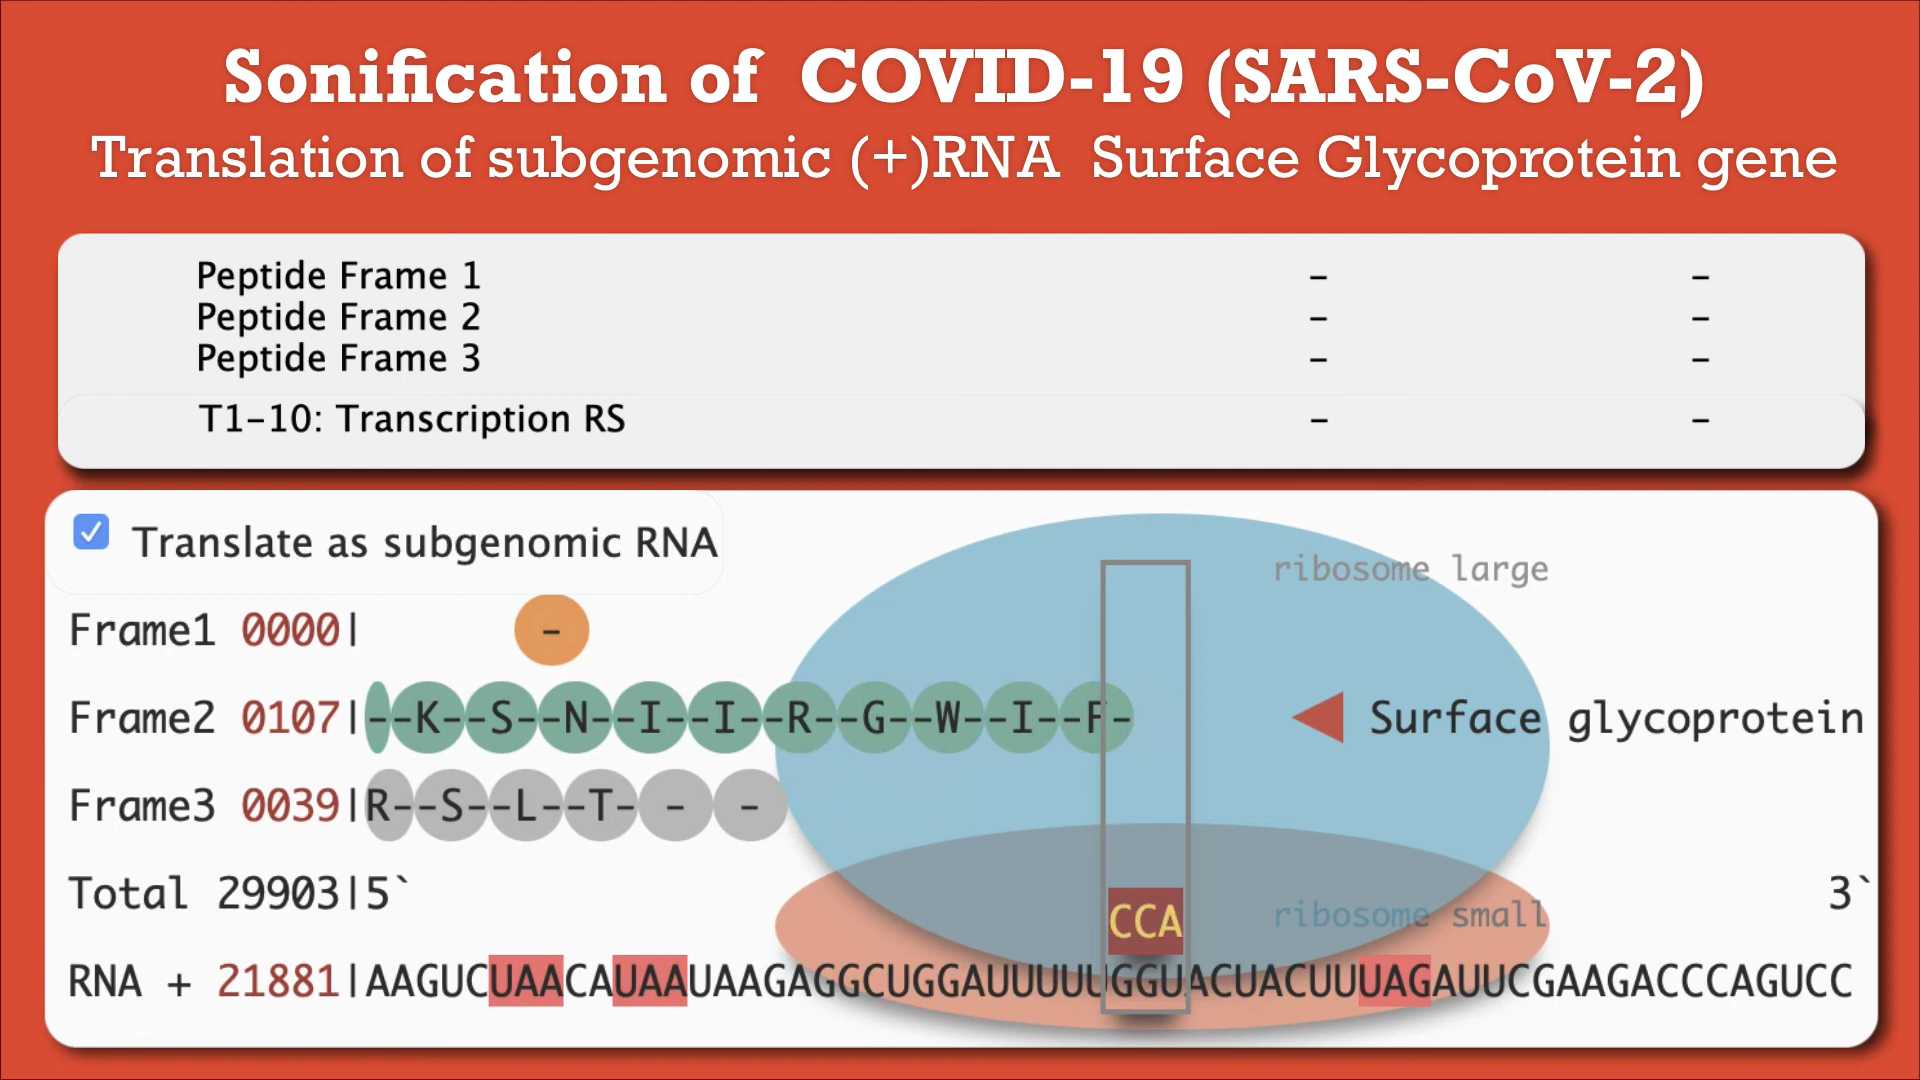 Sonification of COVID-19 (SARS-CoV-2)
Translation of subgenomic (+)RNA Surface Glycoprotein gene
Peptide Frame 1 - -
Peptide Frame 2 - -
Peptide Frame 3 - -
T1-10: Transcription RS - -
Translate as subgenomic RNA
ribosome large
Frame1 0000| -
Frame2 0107|--K--S--N--I--I--R--G--W--I--F- Surface glycoprotein
Frame3 0039|R--S--L--T- - -
Total 29903|5` 3`
CCA ribosome small
RNA + 21881|AAGUCUAACAUAAUAAGAGGCUGGAUUUUUGGUACUACUUUAGAUUCGAAGACCCAGUCC